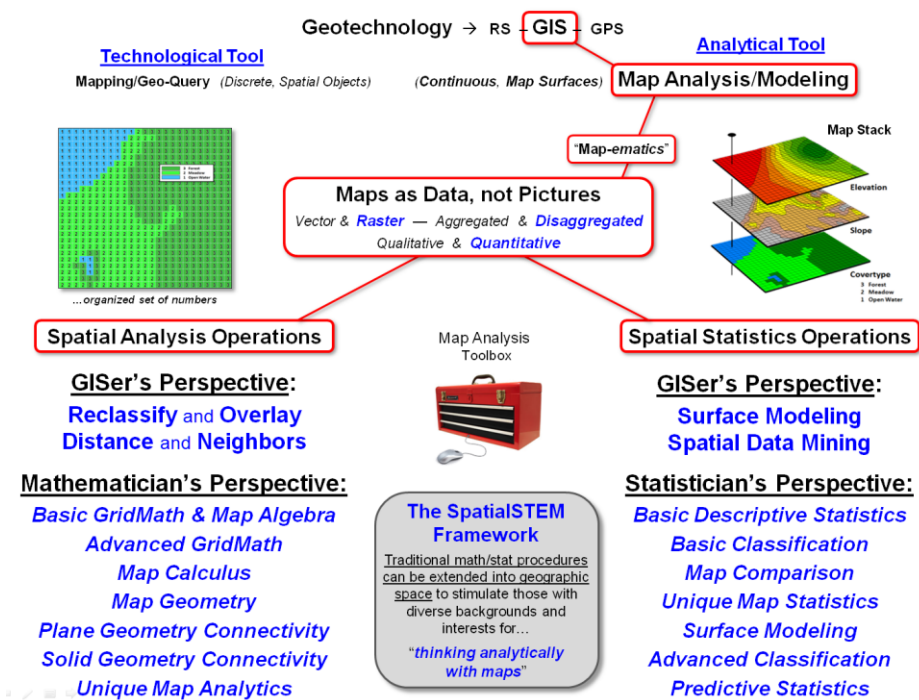 Geotechnology → RS – GIS – GPS
Technological Tool
Analytical Tool
Mapping/Geo-Query (Discrete, Spatial Objects)
(Continuous, Map Surfaces)
Map Analysis/Modeling
“Map-ematics”
Map Stack
Maps as Data, not Pictures
Vector & Raster — Aggregated & Disaggregated
Qualitative & Quantitative
3 Forest
2 Meadow
1 Open Water
Elevation
Slope
Covertype
3 Forest
2 Meadow
1 Open Water
…organized set of numbers
Spatial Analysis Operations
Map Analysis
Toolbox
Spatial Statistics Operations
GISer’s Perspective:
Reclassify and Overlay
Distance and Neighbors
GISer’s Perspective:
Surface Modeling
Spatial Data Mining
Mathematician’s Perspective:
Basic GridMath & Map Algebra
Advanced GridMath
Map Calculus
Map Geometry
Plane Geometry Connectivity
Solid Geometry Connectivity
Unique Map Analytics
The SpatialSTEM
Framework
Traditional math/stat procedures
can be extended into geographic
space to stimulate those with
diverse backgrounds and
interests for…
“thinking analytically
with maps”
Statistician’s Perspective:
Basic Descriptive Statistics
Basic Classification
Map Comparison
Unique Map Statistics
Surface Modeling
Advanced Classification
Predictive Statistics